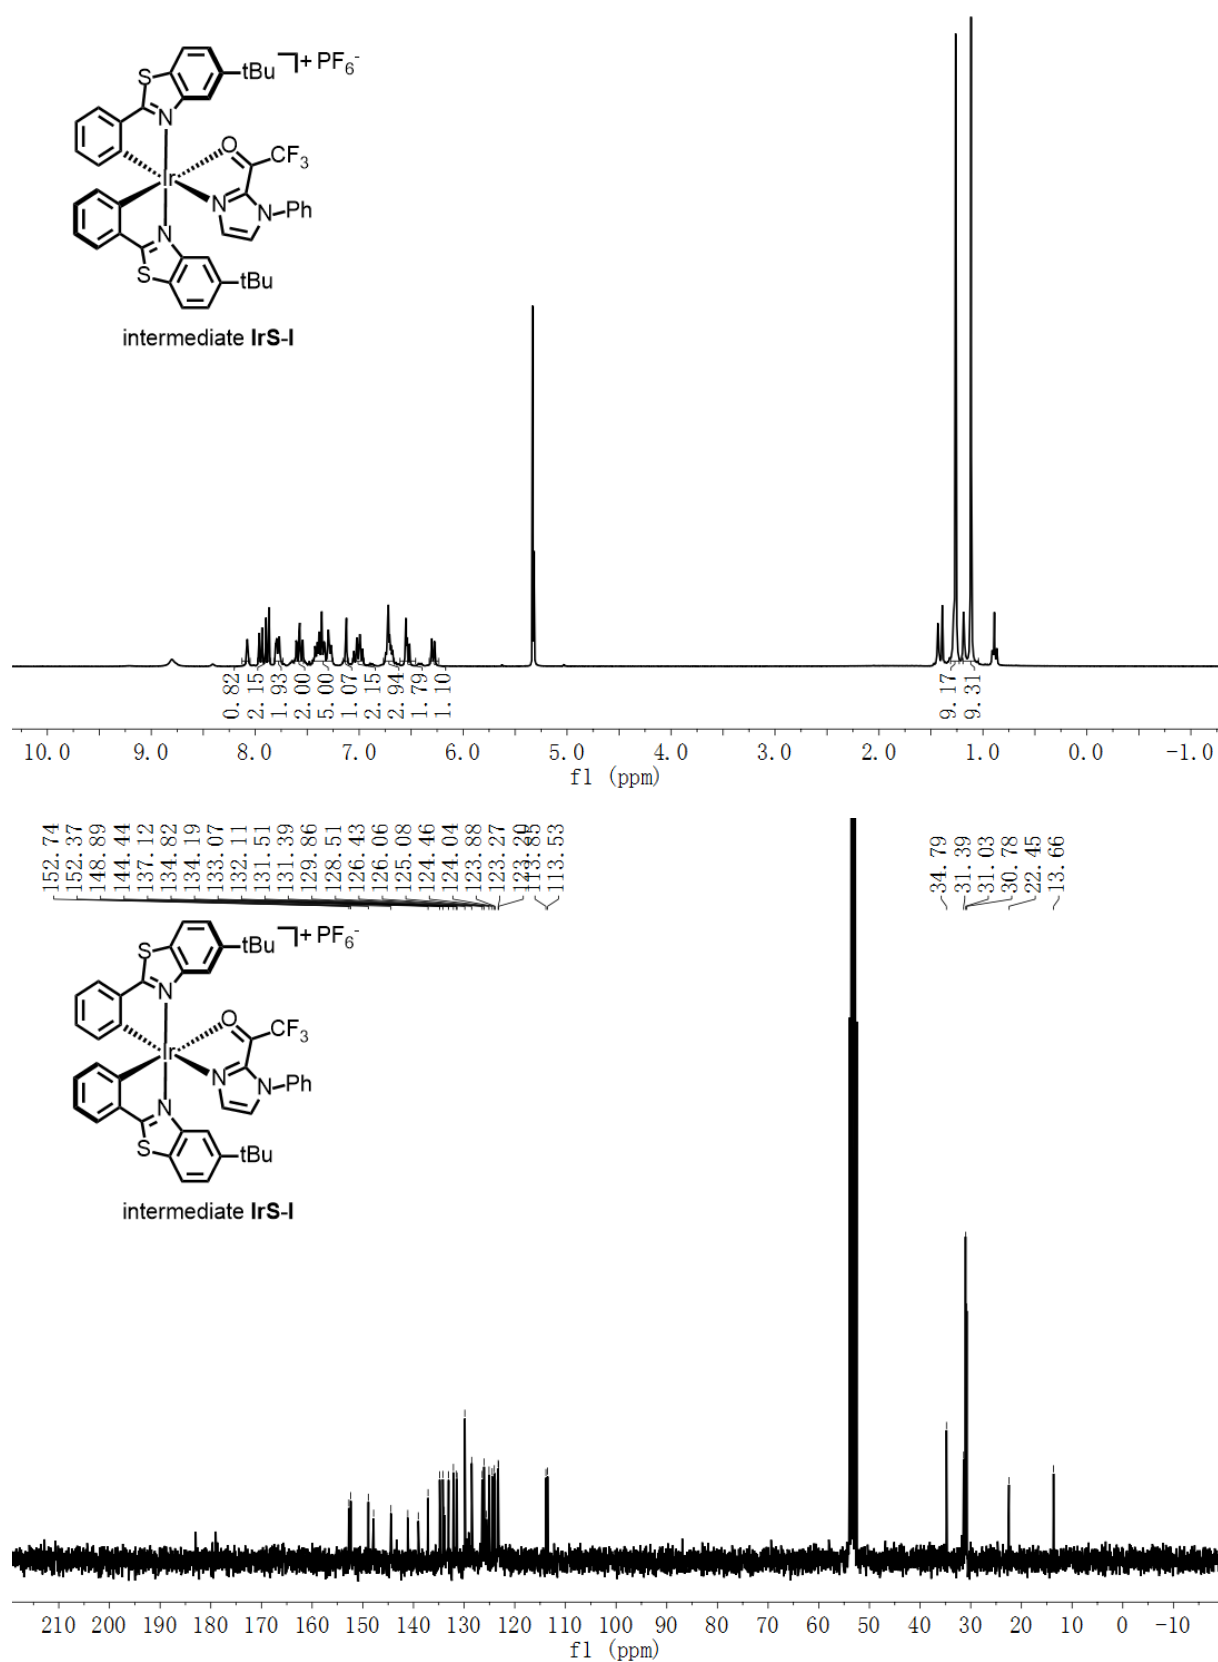 S
tBu
+ PF6-
N
O
CF3
Ir
N
N
Ph
N
S
tBu
intermediate IrS-I
0.82
2.15
1.93
2.00
5.00
1.07
2.15
2.94
1.79
1.10
9.17
9.31
10.0 9.0 8.0 7.0 6.0 5.0 4.0 3.0 2.0 1.0 0.0 -1.0
f1 (ppm)
152.74
152.37
148.89
144.44
137.12
134.82
134.19
133.07
132.11
131.51
131.39
129.86
128.51
126.43
126.06
125.08
124.46
124.04
123.88
123.27
123.20
113.85
113.53
34.79
31.39
31.03
30.78
22.45
13.66
S
tBu
+ PF6-
N
O
CF3
Ir
N
N
Ph
N
S
tBu
intermediate IrS-I
210 200 190 180 170 160 150 140 130 120 110 100 90 80 70 60 50 40 30 20 10 0 -10
f1 (ppm)